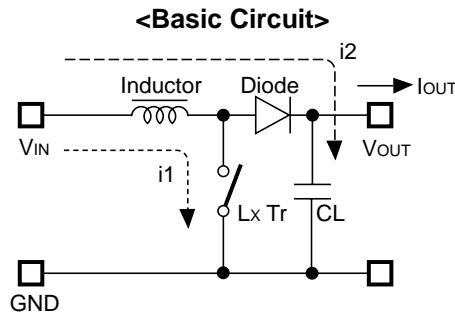 <Basic Circuit>
i2
Inductor
Diode
IOUT
VIN
VOUT
i1
Lx Tr
CL
GND